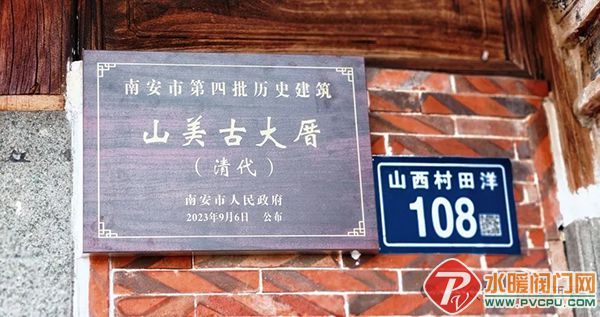 南安市第四批历史建筑
山美古大厝
（清代）
南安市人民政府
2023年9月6日 公布
山西村田洋
108
水暖阀门网
www.PVCPU.com